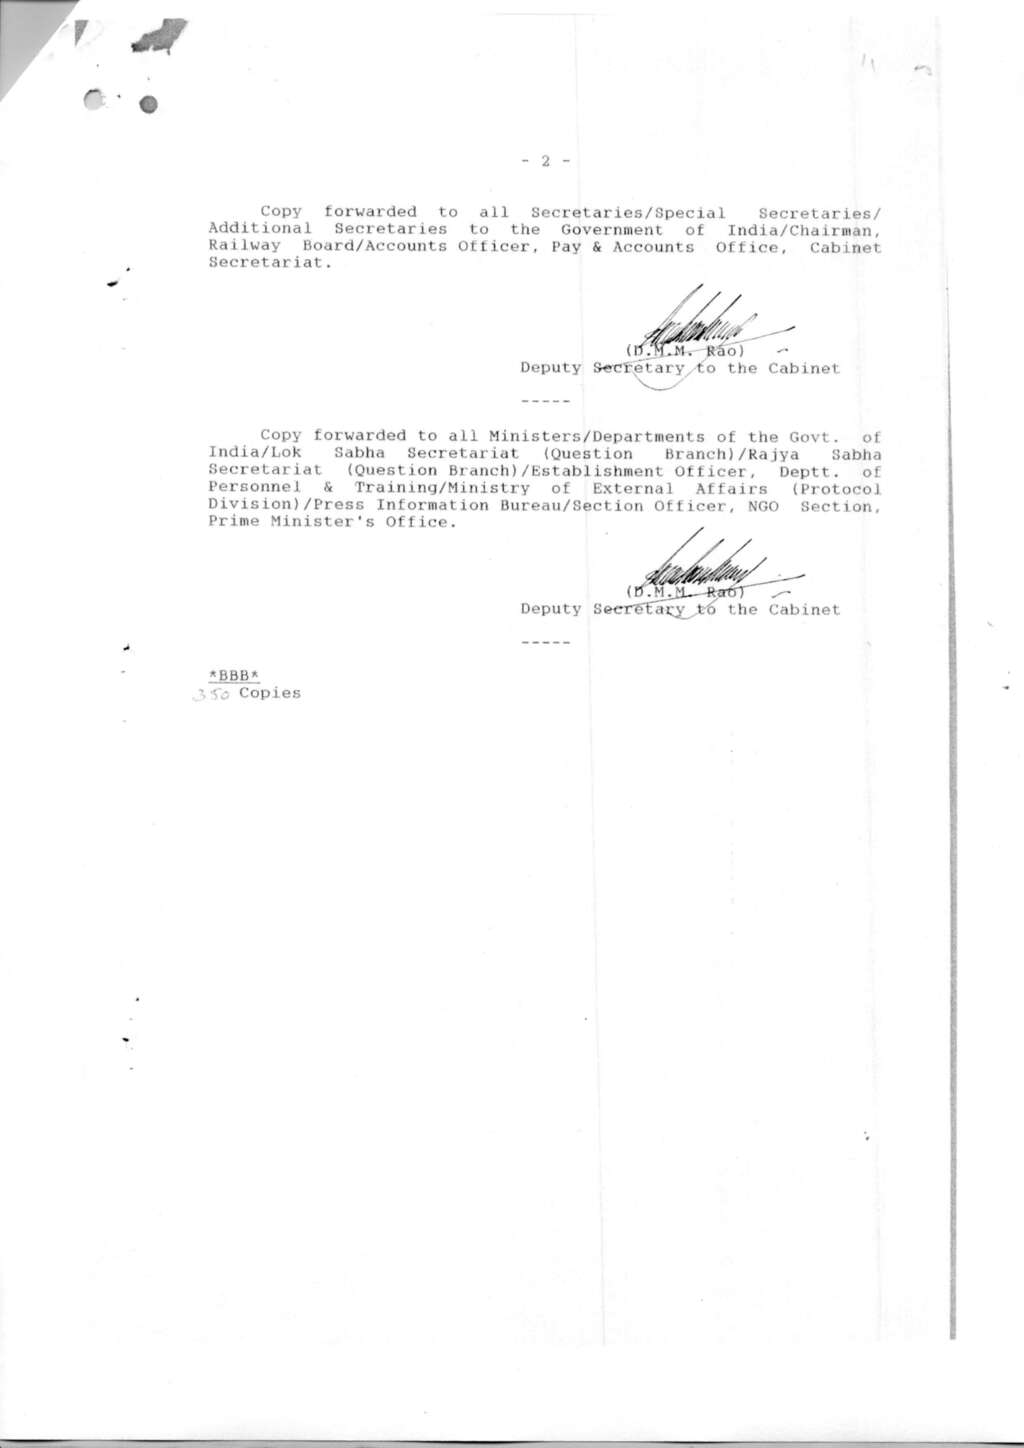 - 2 -
Copy forwarded to all Secretaries/Special Secretaries/
Additional Secretaries to the Government of India/Chairman,
Railway Board/Accounts Officer, Pay & Accounts Office, Cabinet
Secretariat.
(D.M.M. Rao)
Deputy Secretary to the Cabinet
-----
Copy forwarded to all Ministers/Departments of the Govt. of
India/Lok Sabha Secretariat (Question Branch)/Rajya Sabha
Secretariat (Question Branch)/Establishment Officer, Deptt. of
Personnel & Training/Ministry of External Affairs (Protocol
Division)/Press Information Bureau/Section Officer, NGO Section,
Prime Minister's Office.
(D.M.M. Rao)
Deputy Secretary to the Cabinet
-----
*BBB*
350 Copies